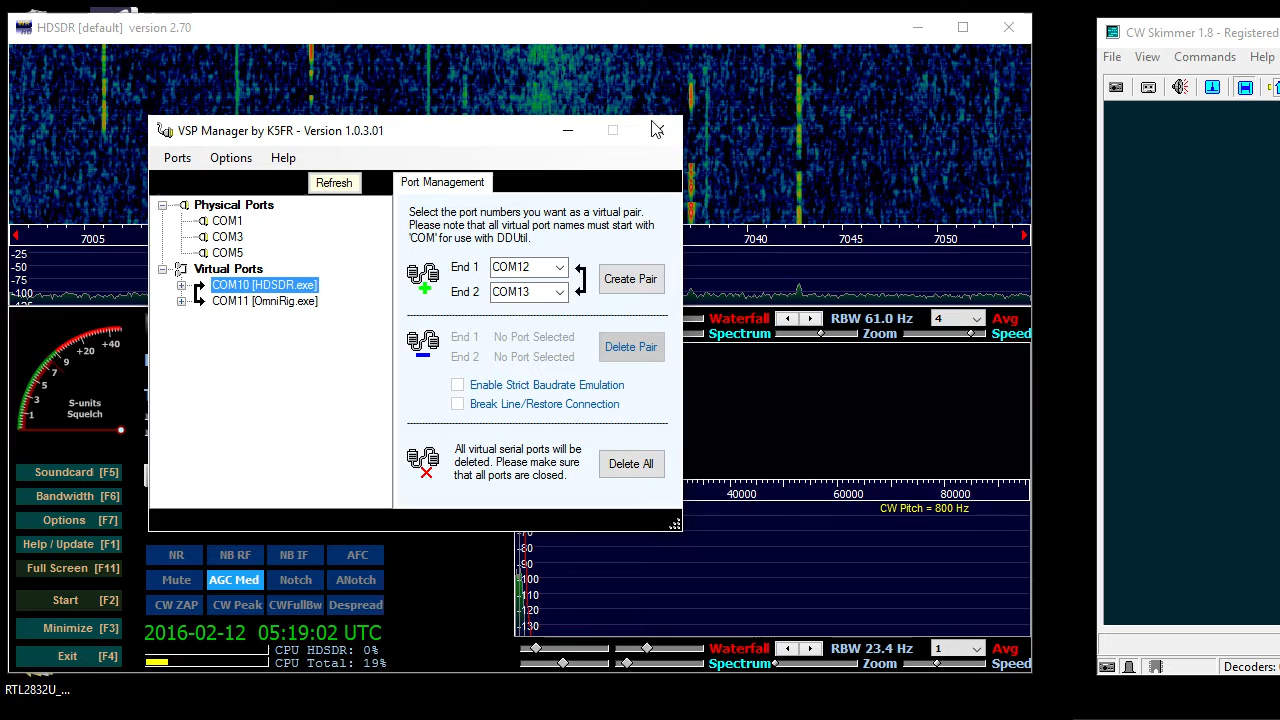 HDSDR [default] version 2.70
CW Skimmer 1.8 - Registered
File View Commands Help
7005
7040 7050
VSP Manager by K5FR - Version 1.0.3.01
Ports Options Help
Refresh
Port Management
Physical Ports
COM1
COM3
COM5
Virtual Ports
COM10 [HDSDR.exe]
COM11 [OmniRig.exe]
Select the port numbers you want as a virtual pair.
Please note that all virtual port names must start with
'COM' for use with DDUtil.
End 1 COM12
End 2 COM13
Create Pair
End 1 No Port Selected
End 2 No Port Selected
Delete Pair
Enable Strict Baudrate Emulation
Break Line/Restore Connection
All virtual serial ports will be
deleted. Please make sure
that all ports are closed.
Delete All
-25
-50
-75
-100
Waterfall RBW 61.0 Hz 4 Avg
Spectrum Zoom Speed
+20 +40
9
7
5
3
1
S-units
Squelch
40000 60000 80000
CW Pitch = 800 Hz
-70
-80
-90
-100
-110
-120
-130
Soundcard [F5]
Bandwidth [F6]
Options [F7]
Help / Update [F1]
Full Screen [F11]
Start [F2]
Minimize [F3]
Exit [F4]
NR NB RF NB IF AFC
Mute AGC Med Notch ANotch
CW ZAP CW Peak CWFullBw Despread
2016-02-12 05:19:02 UTC
CPU HDSDR: 0%
CPU Total: 19%
Waterfall RBW 23.4 Hz 1 Avg
Spectrum Zoom Speed
Decoders:
RTL2832U_...